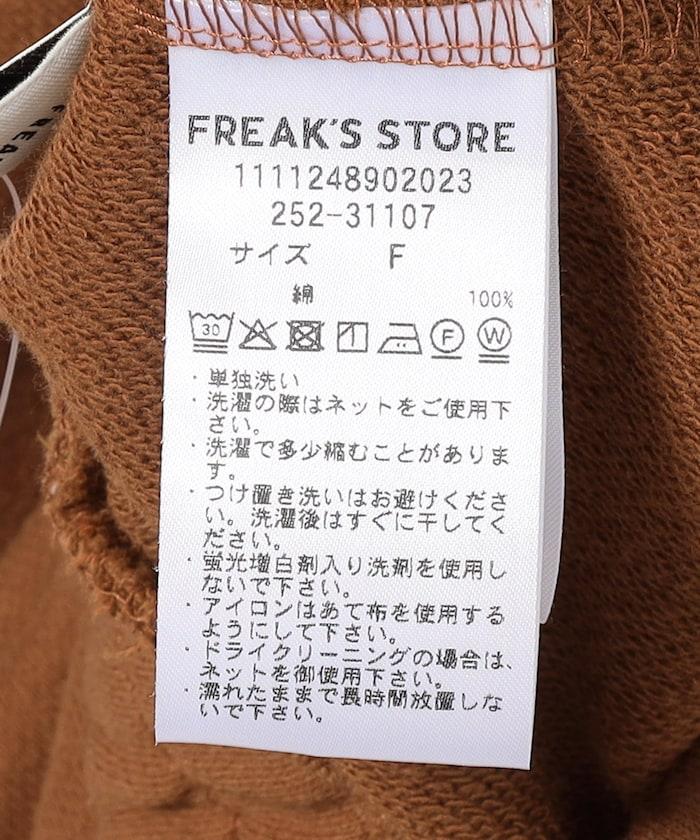 FREAK'S STORE
1111248902023
252-31107
サイズ F
綿 100%
30 F W
・単独洗い
・洗濯の際はネットをご使用下
さい。
・洗濯で多少縮むことがありま
す。
・つけ置き洗いはお避けくださ
い。洗濯後はすぐに干してく
ださい。
・蛍光増白剤入り洗剤を使用し
ないで下さい。
・アイロンはあて布を使用する
ようにして下さい。
・ドライクリーニングの場合は、
ネットを御使用下さい。
・濡れたままで長時間放置しな
いで下さい。
FREA